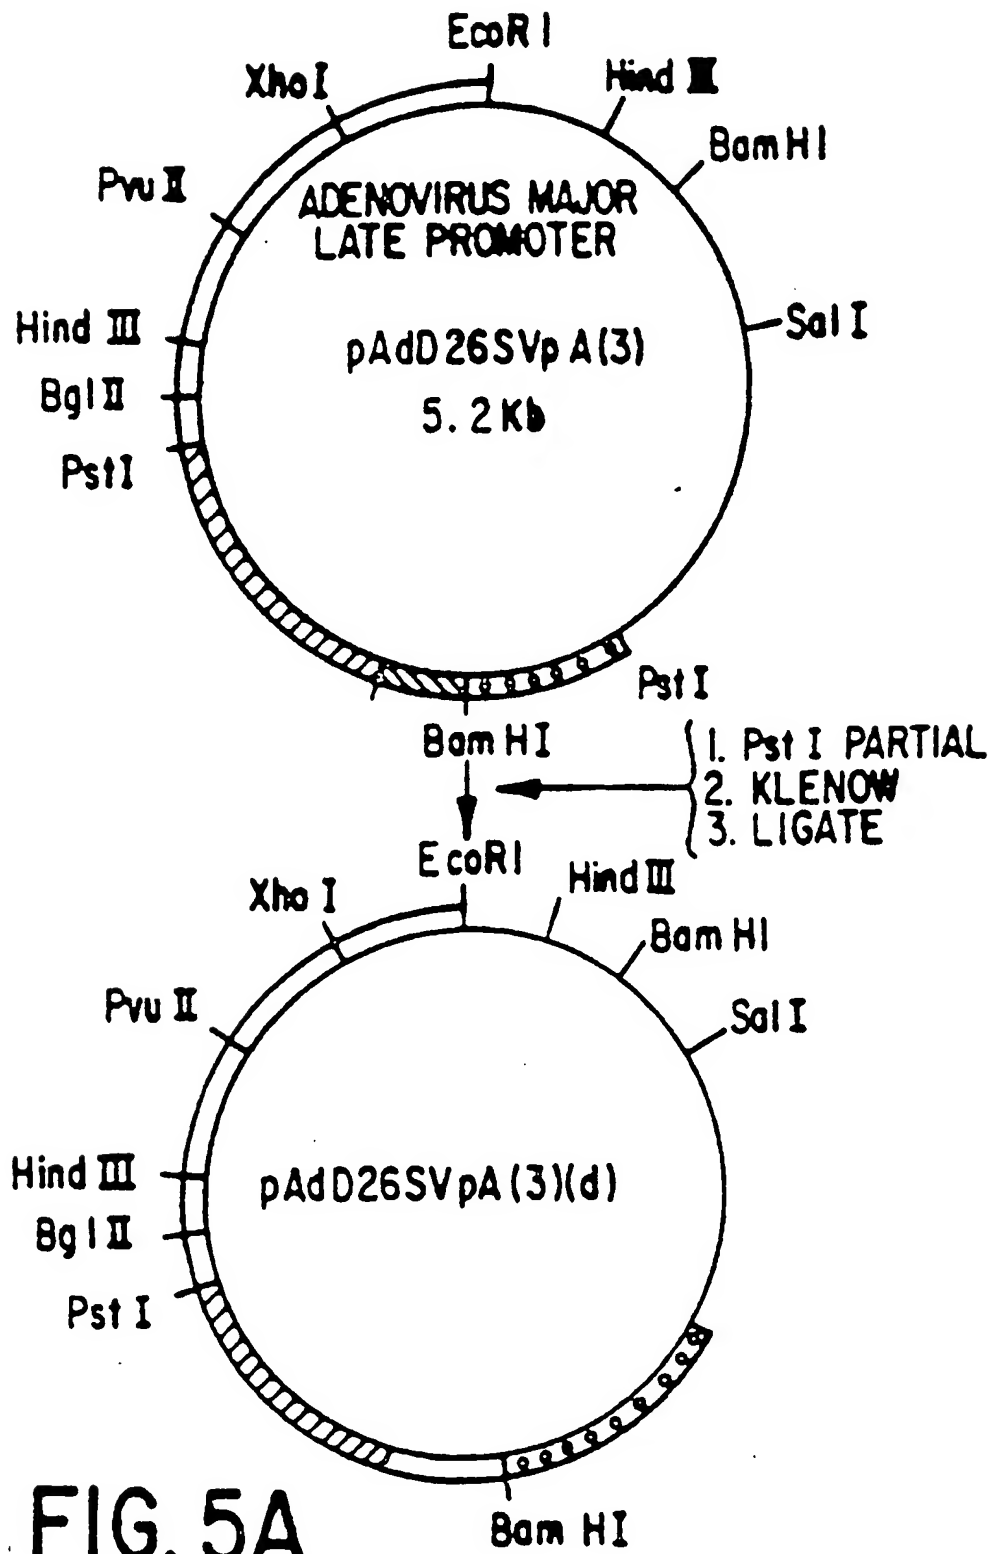 EcoR I
Xho I
Hind III
Bam HI
Pvu II
ADENOVIRUS MAJOR
LATE PROMOTER
Hind III
Sal I
pAdD26SVpA(3)
Bgl II
5.2Kb
Pst I
Pst I
Bam HI
1. Pst I PARTIAL
2. KLENOW
3. LIGATE
EcoRI
Xho I
Hind III
Bam HI
Pvu II
Sal I
Hind III
pAdD26SVpA(3)(d)
Bgl II
Pst I
FIG. 5A
Bam HI